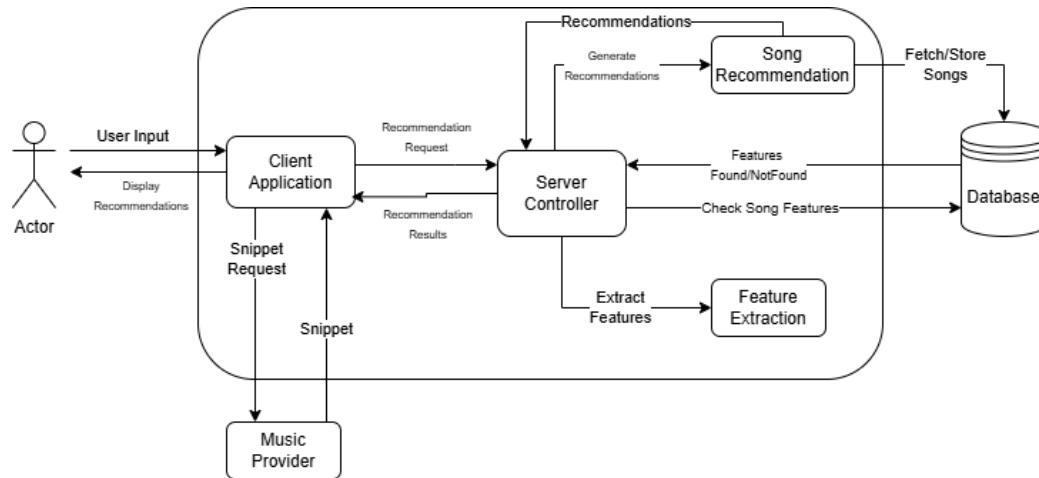 Recommendations
Generate
Recommendations
Song
Recommendation
Fetch/Store
Songs
User Input
Display
Recommendations
Actor
Client
Application
Recommendation
Request
Recommendation
Results
Server
Controller
Features
Found/NotFound
Check Song Features
Database
Snippet
Request
Snippet
Extract
Features
Feature
Extraction
Music
Provider